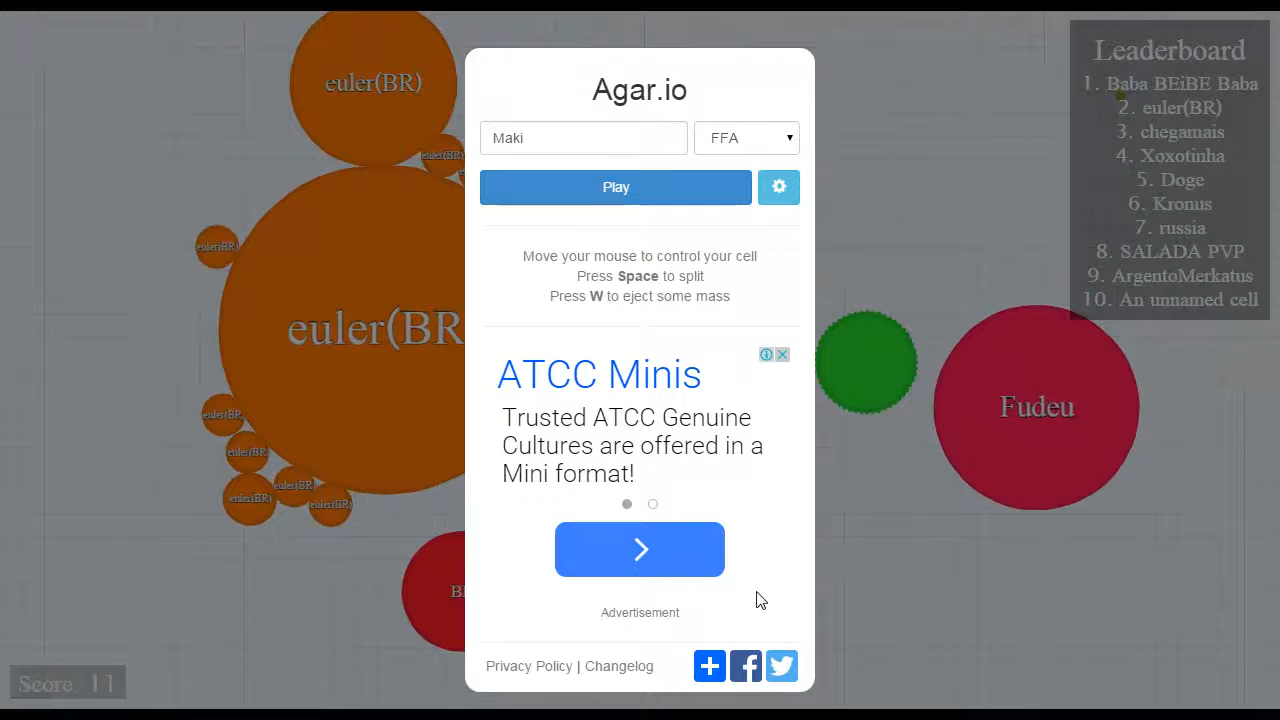 euler(BR)
euler(BR)
euler(BR)
euler(BR
euler(BR)
euler(BR)
euler(BR)
euler(BR)
euler(BR)
Agar.io
Maki
FFA
Play
Move your mouse to control your cell
Press Space to split
Press W to eject some mass
ATCC Minis
Trusted ATCC Genuine
Cultures are offered in a
Mini format!
Advertisement
Privacy Policy | Changelog
Fudeu
Leaderboard
1. Baba BEiBE Baba
2. euler(BR)
3. chegamais
4. Xoxotinha
5. Doge
6. Kronus
7. russia
8. SALADA PVP
9. ArgentoMerkatus
10. An unnamed cell
Score: 11